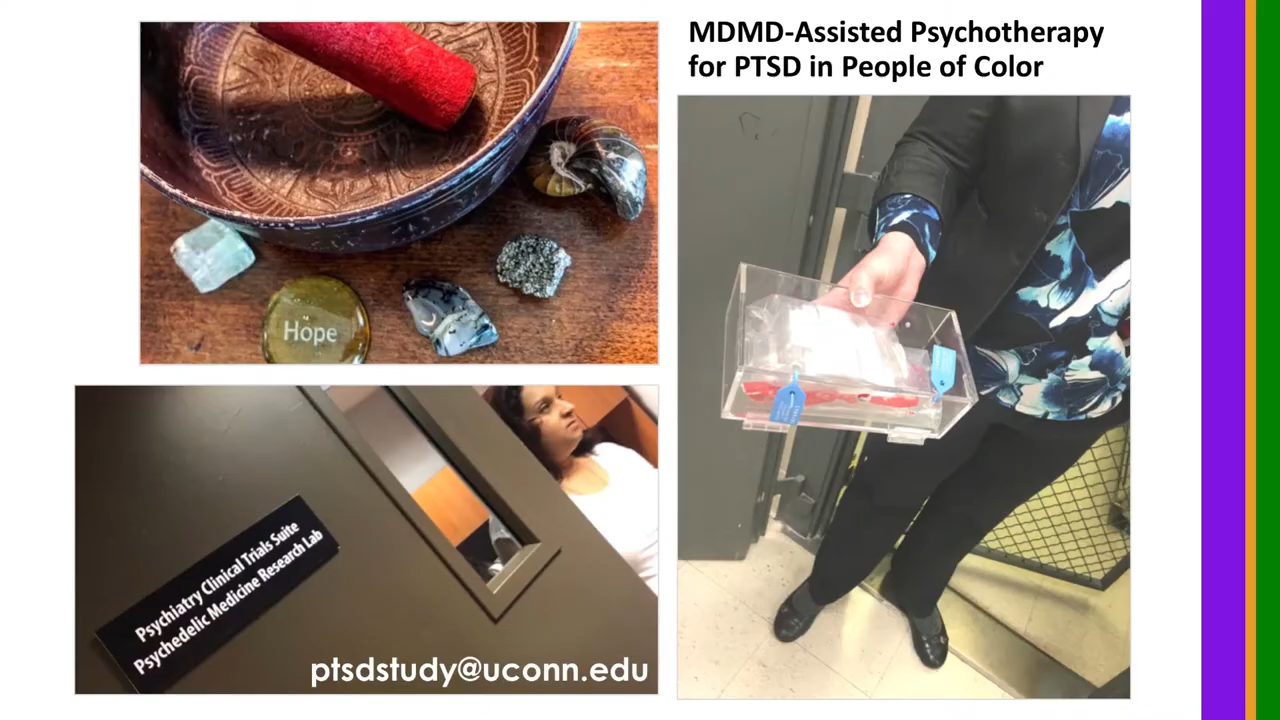 MDMD-Assisted Psychotherapy
for PTSD in People of Color
Hope
Psychiatry Clinical Trials Suite
Psychedelic Medicine Research Lab
ptsdstudy@uconn.edu